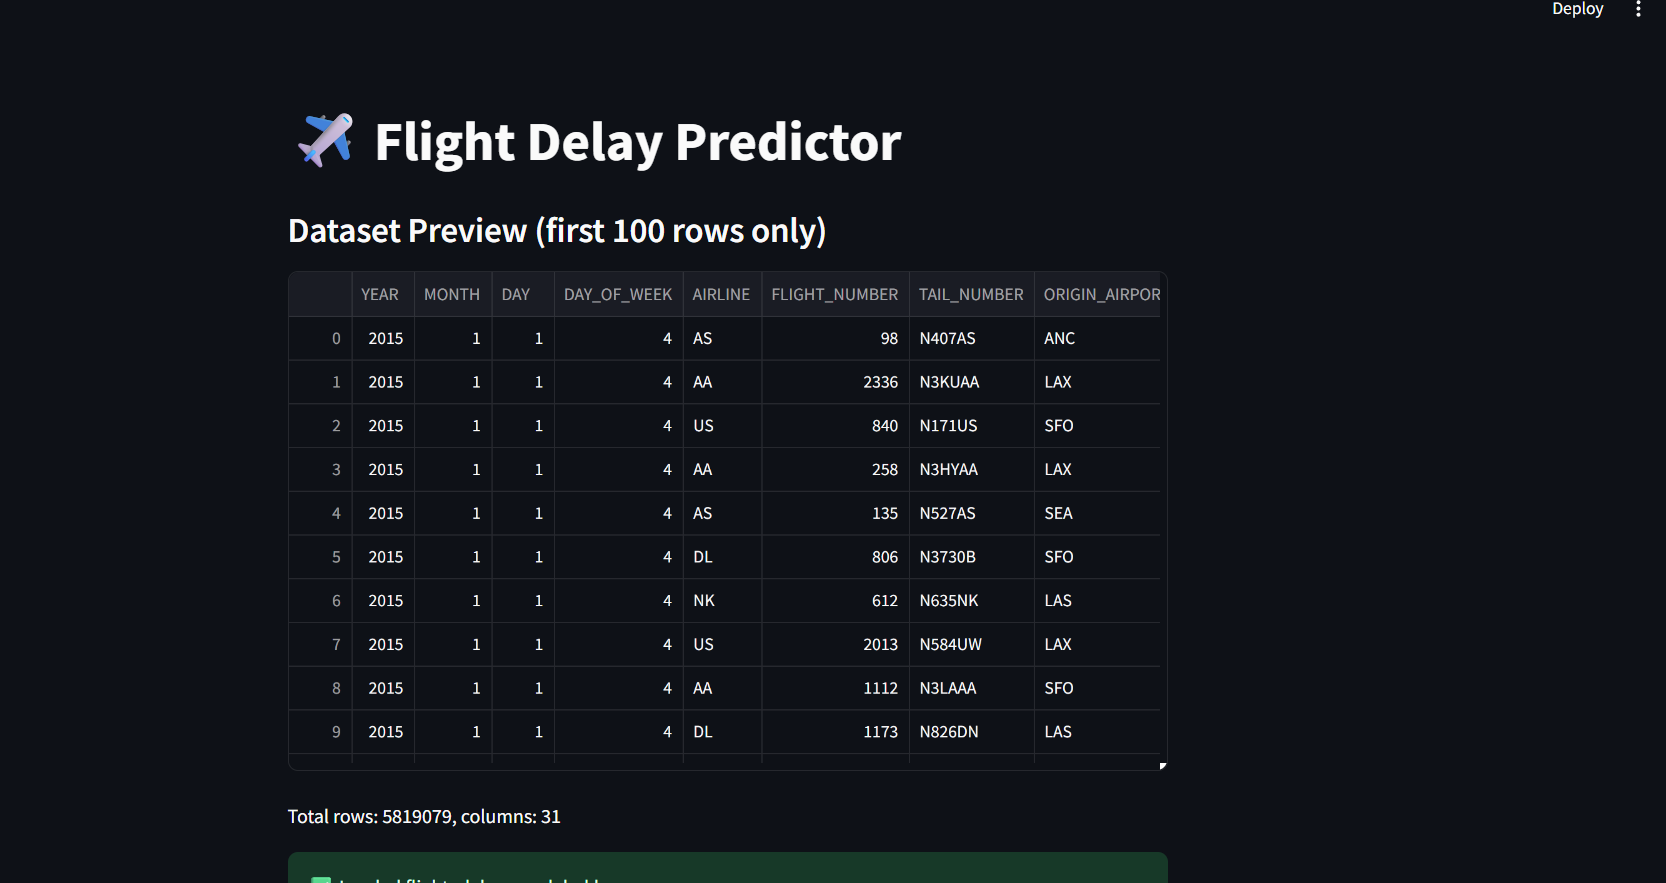 Deploy
Flight Delay Predictor
Dataset Preview (first 100 rows only)
YEAR MONTH DAY DAY_OF_WEEK AIRLINE FLIGHT_NUMBER TAIL_NUMBER ORIGIN_AIRPOR
0 2015 1 1 4 AS 98 N407AS ANC
1 2015 1 1 4 AA 2336 N3KUAA LAX
2 2015 1 1 4 US 840 N171US SFO
3 2015 1 1 4 AA 258 N3HYAA LAX
4 2015 1 1 4 AS 135 N527AS SEA
5 2015 1 1 4 DL 806 N3730B SFO
6 2015 1 1 4 NK 612 N635NK LAS
7 2015 1 1 4 US 2013 N584UW LAX
8 2015 1 1 4 AA 1112 N3LAAA SFO
9 2015 1 1 4 DL 1173 N826DN LAS
Total rows: 5819079, columns: 31